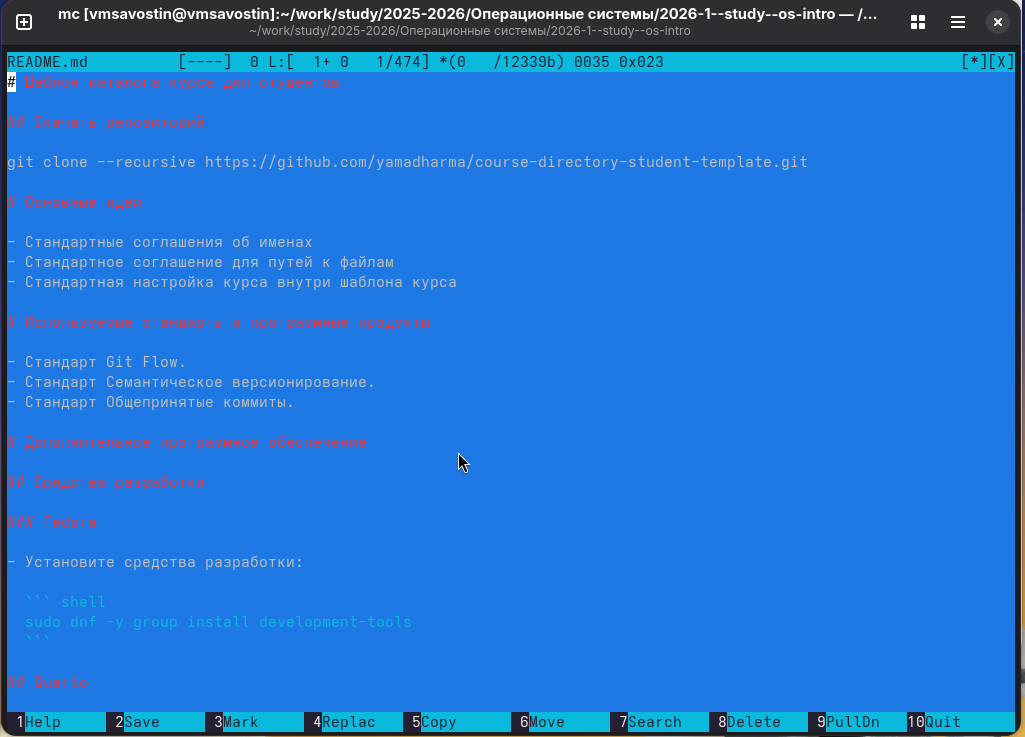 mc [vmsavostin@vmsavostin]:~/work/study/2025-2026/Операционные системы/2026-1--study--os-intro — /...
~/work/study/2025-2026/Операционные системы/2026-1--study--os-intro
README.md [----] 0 L:[ 1+ 0 1/474] *(0 /12339b) 0035 0x023 [*][X]
# Шаблон каталога курса для студентов
## Скачать репозиторий
git clone --recursive https://github.com/yamadharma/course-directory-student-template.git
# Основные идеи
- Стандартные соглашения об именах
- Стандартное соглашение для путей к файлам
- Стандартная настройка курса внутри шаблона курса
# Используемые стандарты и программные продукты
- Стандарт Git Flow.
- Стандарт Семантическое версионирование.
- Стандарт Общепринятые коммиты.
# Дополнительное программное обеспечение
## Средства разработки
### Fedora
- Установите средства разработки:
``` shell
sudo dnf -y group install development-tools
```
## Quarto
1Help 2Save 3Mark 4Replac 5Copy 6Move 7Search 8Delete 9PullDn 10Quit